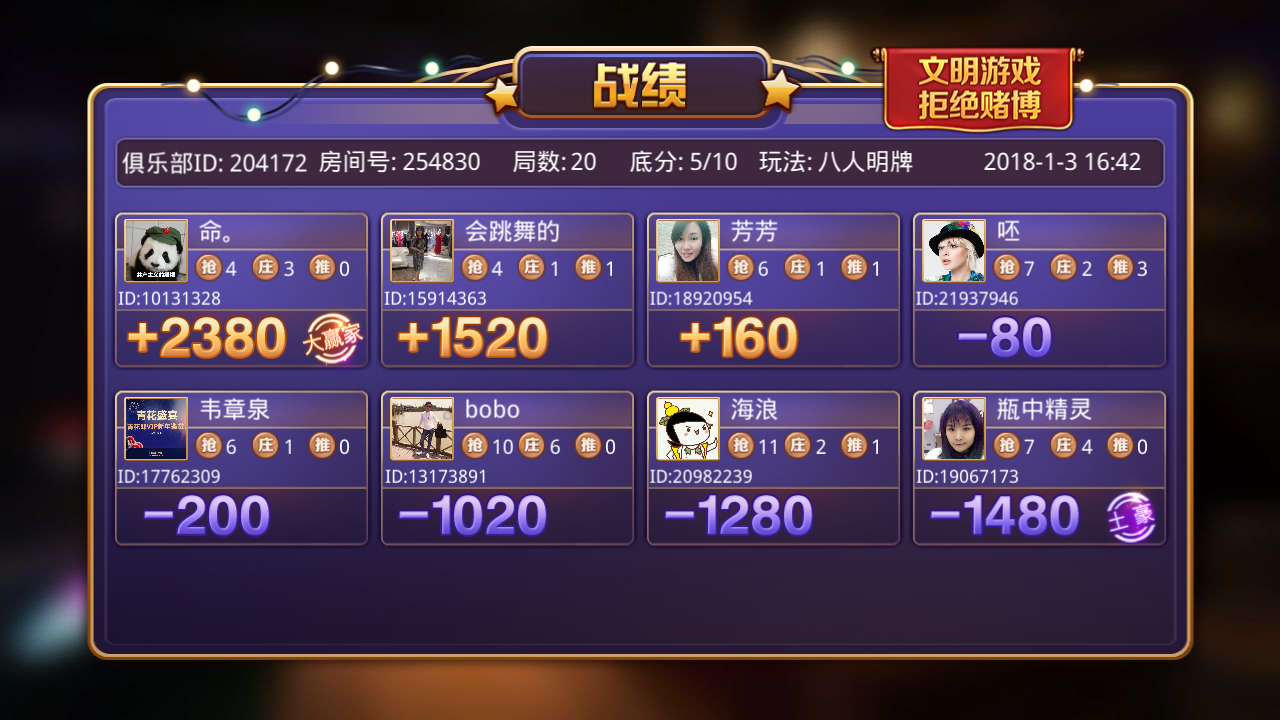 战绩
文明游戏
拒绝赌博
俱乐部ID: 204172 房间号: 254830 局数: 20 底分: 5/10 玩法: 八人明牌 2018-1-3 16:42
命。
抢 4 庄 3 推 0
ID:10131328
+2380 大赢家
会跳舞的
抢 4 庄 1 推 1
ID:15914363
+1520
芳芳
抢 6 庄 1 推 1
ID:18920954
+160
呸
抢 7 庄 2 推 3
ID:21937946
-80
青花盛宴
韦章泉
抢 6 庄 1 推 0
ID:17762309
-200
bobo
抢 10 庄 6 推 0
ID:13173891
-1020
海浪
抢 11 庄 2 推 1
ID:20982239
-1280
瓶中精灵
抢 7 庄 4 推 0
ID:19067173
-1480 土豪